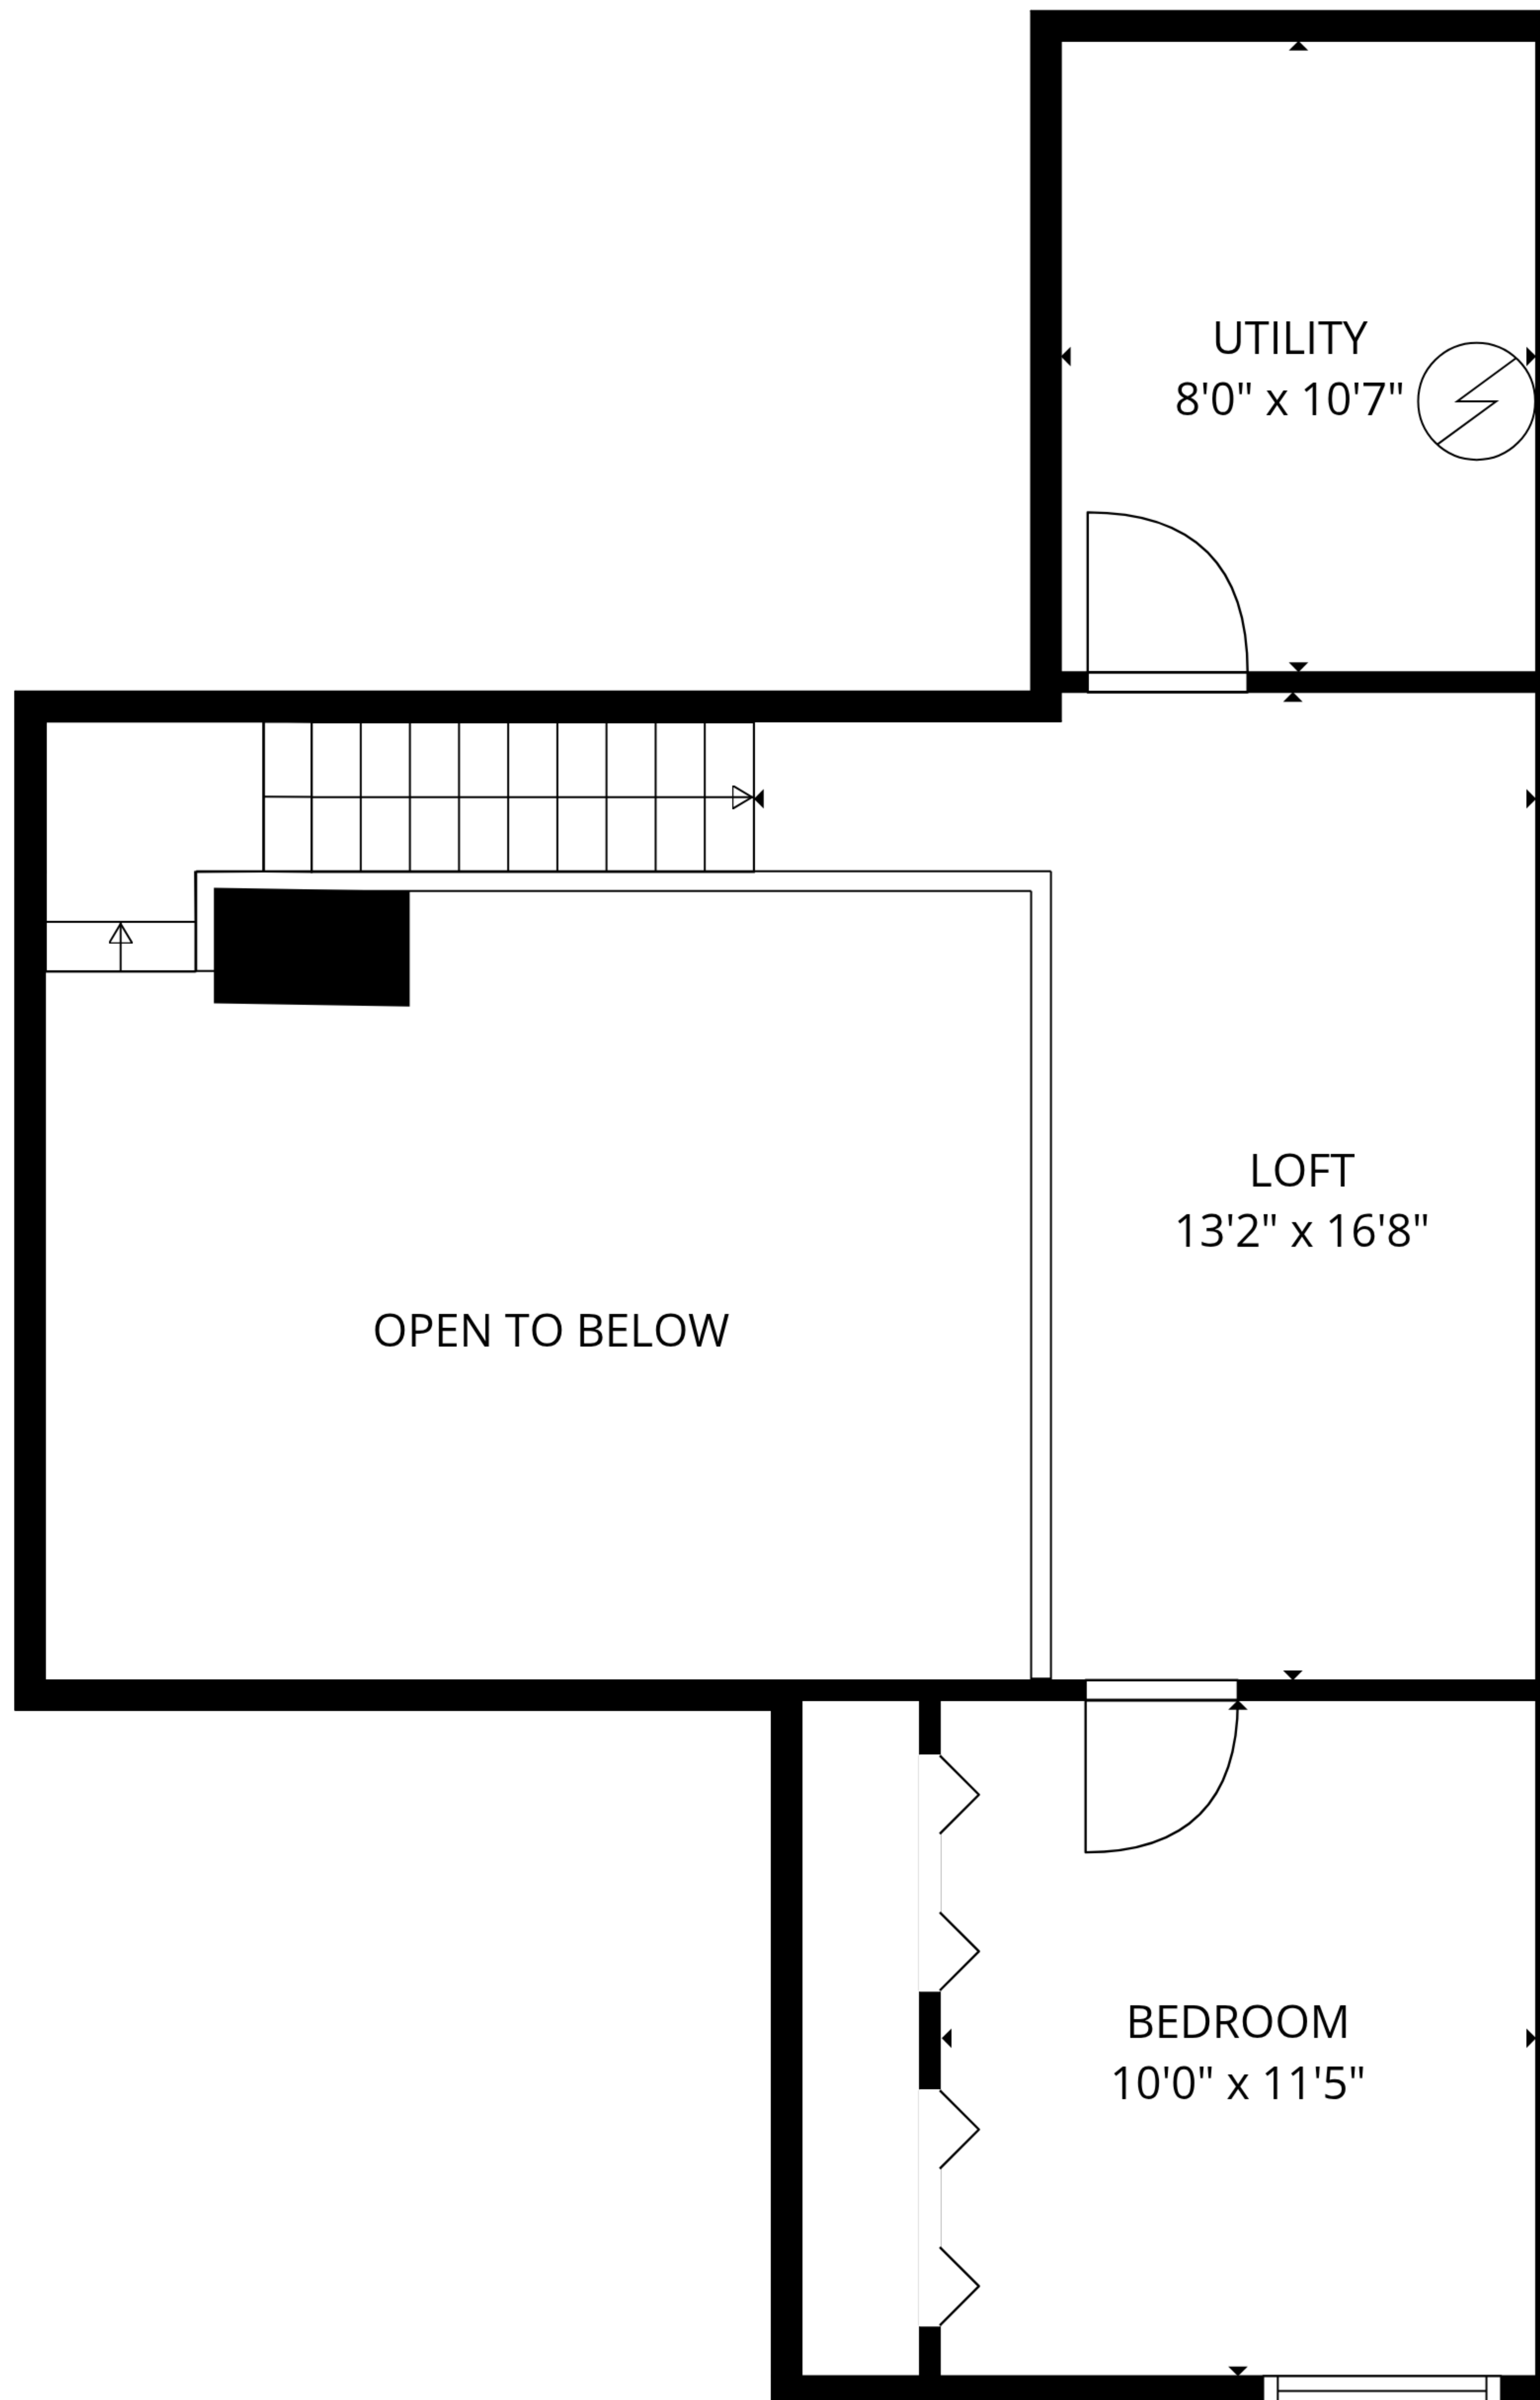 UTILITY
8'0" x 10'7"
LOFT
13'2" x 16'8"
OPEN TO BELOW
BEDROOM
10'0" x 11'5"